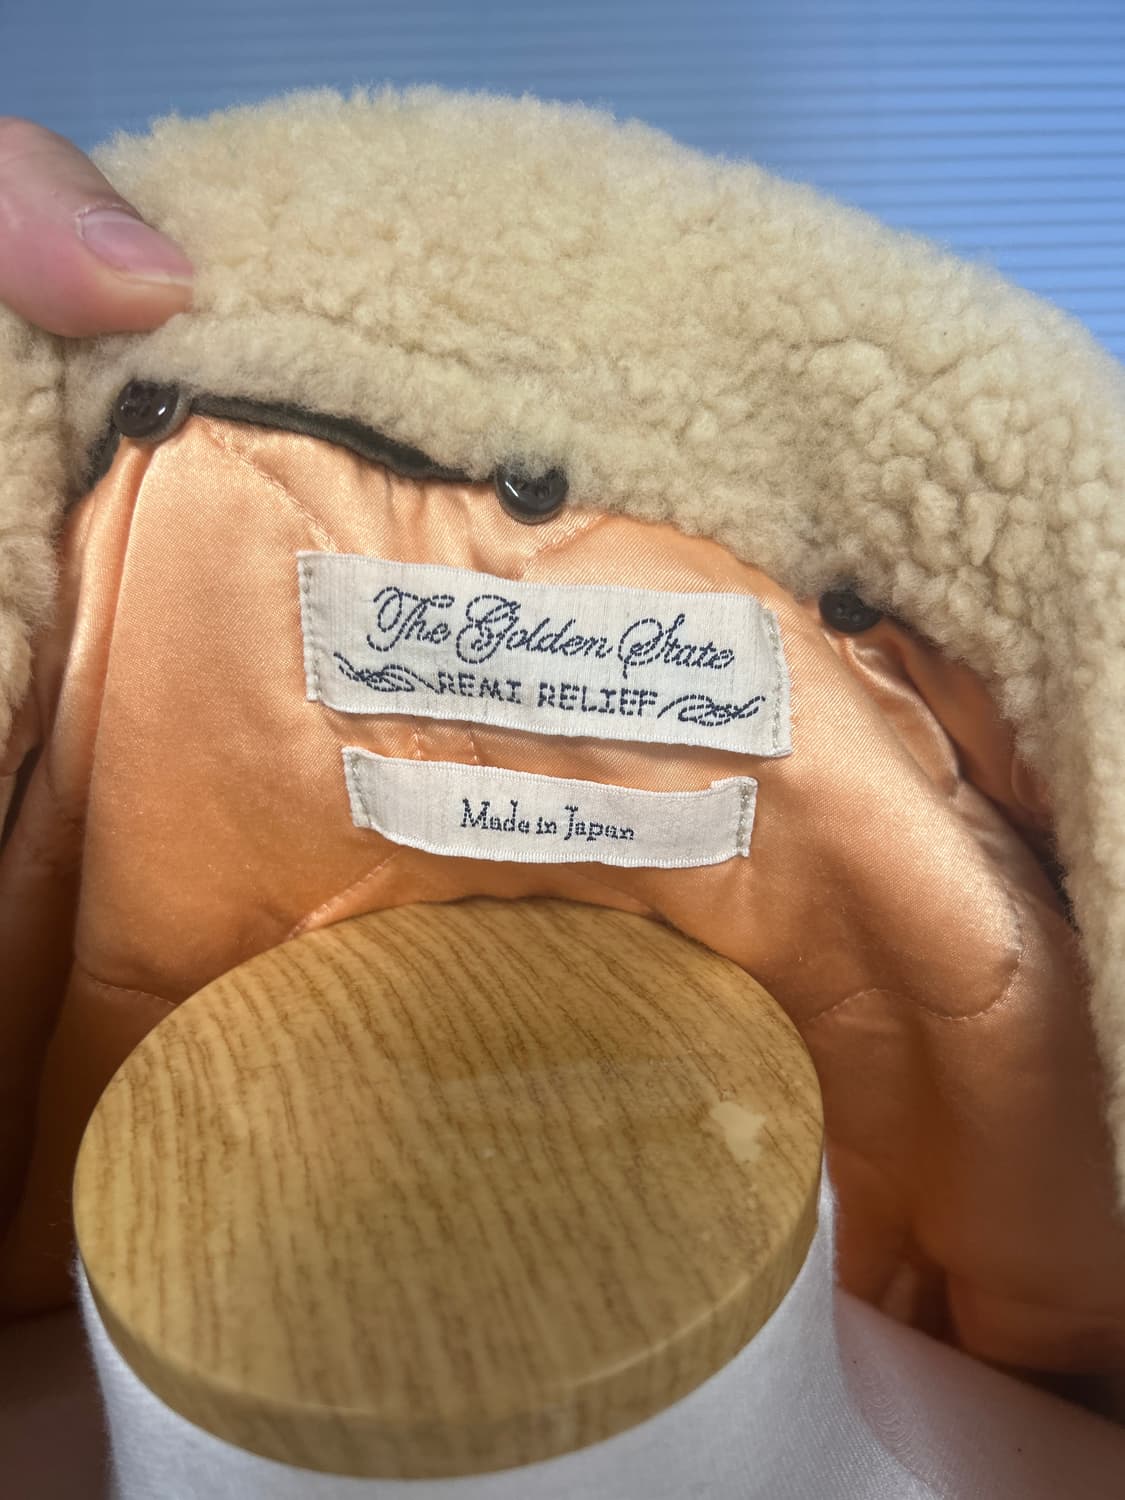 The Golden State
REMI RELIEF
Made in Japan